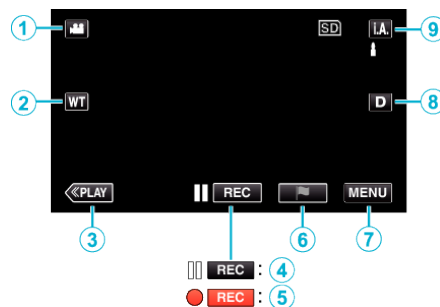 1 SD i.A. 9
2 WT D 8
≪PLAY REC MENU
3 6 7
REC : 4
REC : 5